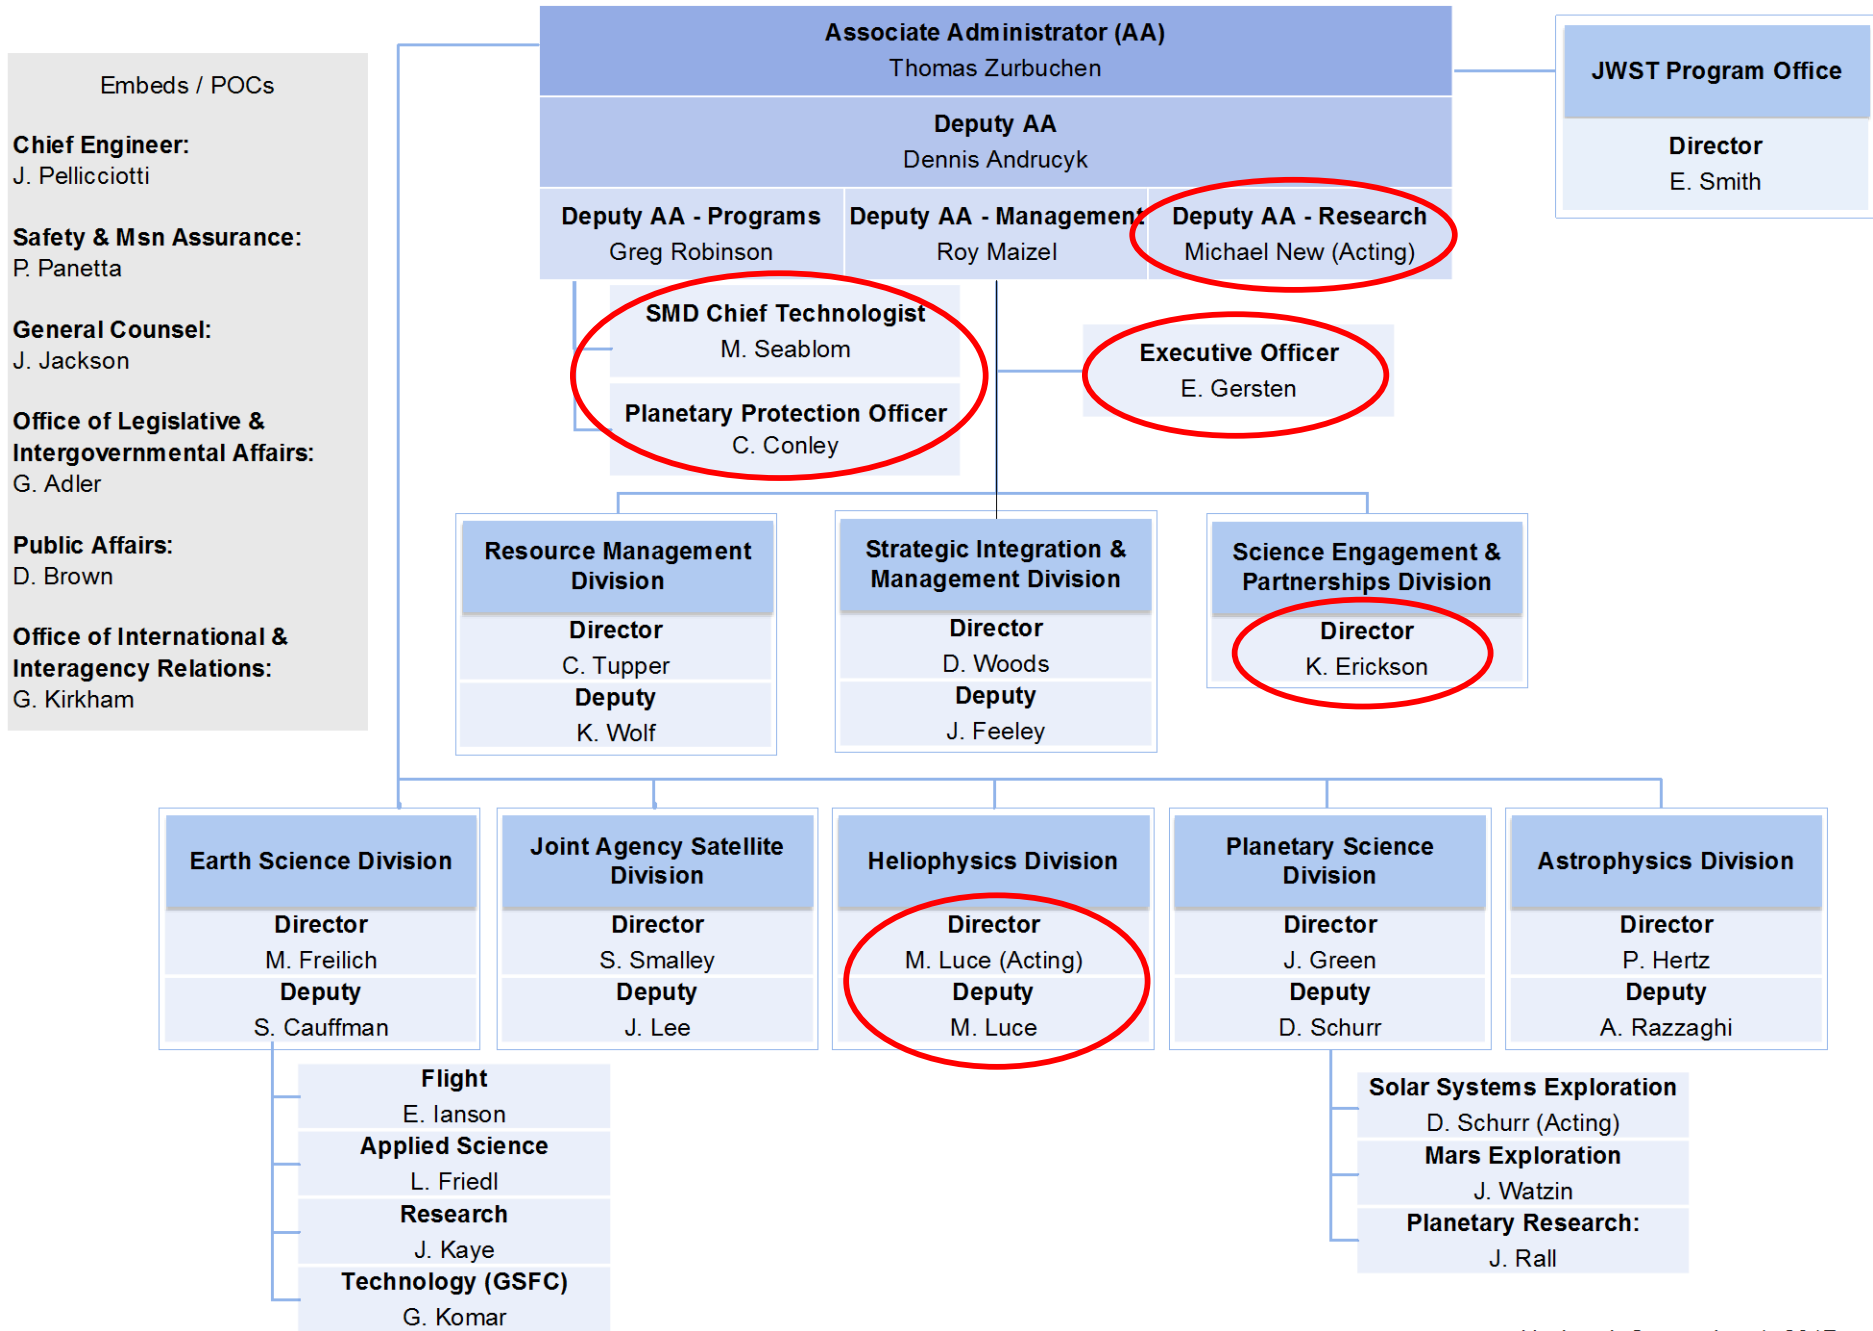 Associate Administrator (AA)
Thomas Zurbuchen
Deputy AA
Dennis Andrucyk
Deputy AA - Programs
Greg Robinson
Deputy AA - Management
Roy Maizel
Deputy AA - Research
Michael New (Acting)
JWST Program Office
Director
E. Smith
Embeds / POCs
Chief Engineer:
J. Pellicciotti
Safety & Msn Assurance:
P. Panetta
General Counsel:
J. Jackson
Office of Legislative &
Intergovernmental Affairs:
G. Adler
Public Affairs:
D. Brown
Office of International &
Interagency Relations:
G. Kirkham
SMD Chief Technologist
M. Seablom
Planetary Protection Officer
C. Conley
Executive Officer
E. Gersten
Resource Management
Division
Director
C. Tupper
Deputy
K. Wolf
Strategic Integration &
Management Division
Director
D. Woods
Deputy
J. Feeley
Science Engagement &
Partnerships Division
Director
K. Erickson
Earth Science Division
Director
M. Freilich
Deputy
S. Cauffman
Flight
E. Ianson
Applied Science
L. Friedl
Research
J. Kaye
Technology (GSFC)
G. Komar
Joint Agency Satellite
Division
Director
S. Smalley
Deputy
J. Lee
Heliophysics Division
Director
M. Luce (Acting)
Deputy
M. Luce
Planetary Science
Division
Director
J. Green
Deputy
D. Schurr
Solar Systems Exploration
D. Schurr (Acting)
Mars Exploration
J. Watzin
Planetary Research:
J. Rall
Astrophysics Division
Director
P. Hertz
Deputy
A. Razzaghi